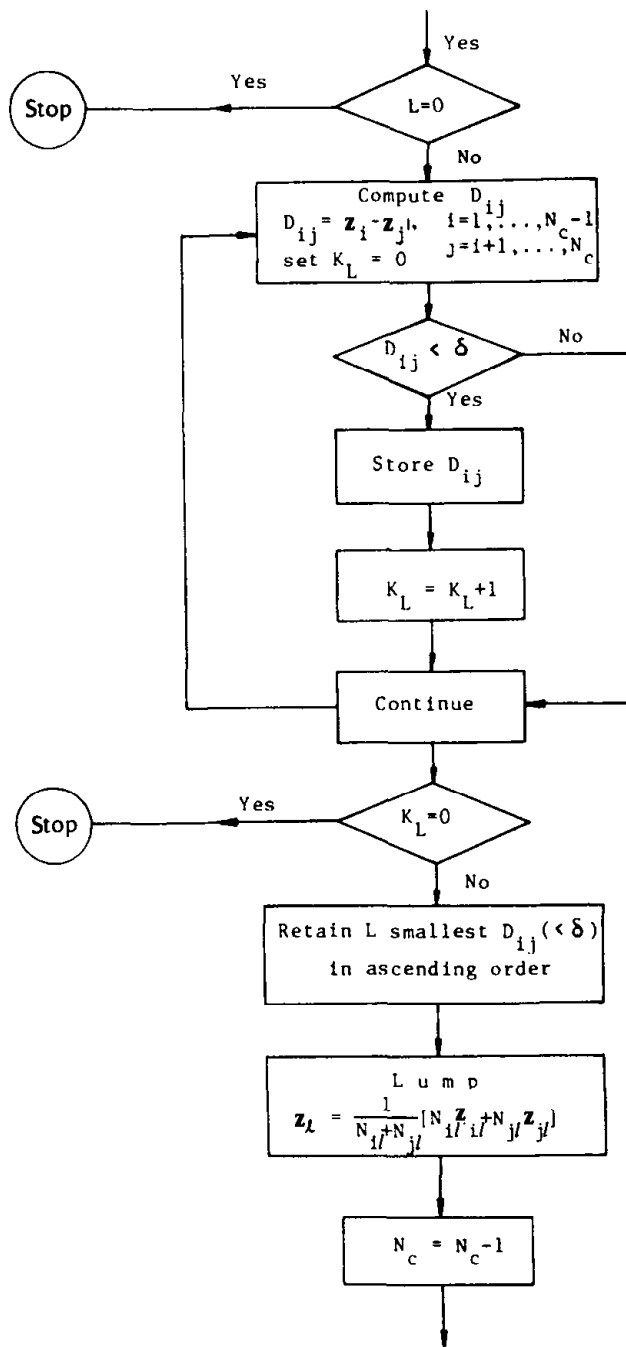 Yes
Yes
Stop
L=0
No
Compute D_ij
D_ij = z_i - z_j|, i=1,...,N_c-1
set K_L = 0 j=i+1,...,N_c
D_ij < δ
No
Yes
Store D_ij
K_L = K_L+1
Continue
Yes
Stop
K_L=0
No
Retain L smallest D_ij(<δ)
in ascending order
Lump
z_l = 1/(N_il+N_jl) [N_il z_il+N_jl z_jl]
N_c = N_c-1